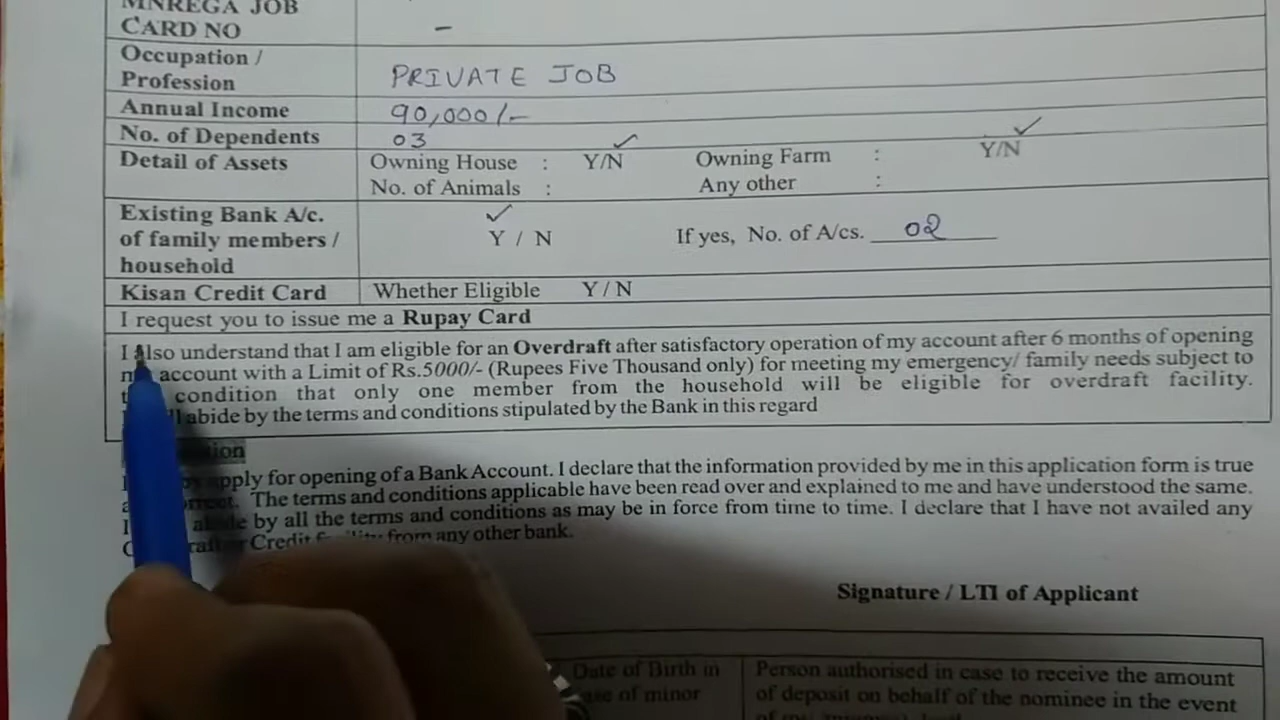 MNREGA JOB
CARD NO –
Occupation /
Profession PRIVATE JOB
Annual Income 90,000/-
No. of Dependents 03
Detail of Assets Owning House : Y/N Owning Farm : Y/N
No. of Animals : Any other :
Existing Bank A/c.
of family members / Y / N If yes, No. of A/cs. 02
household
Kisan Credit Card Whether Eligible Y / N
I request you to issue me a Rupay Card
I also understand that I am eligible for an Overdraft after satisfactory operation of my account after 6 months of opening
account with a Limit of Rs.5000/- (Rupees Five Thousand only) for meeting my emergency/ family needs subject to
condition that only one member from the household will be eligible for overdraft facility.
abide by the terms and conditions stipulated by the Bank in this regard
apply for opening of a Bank Account. I declare that the information provided by me in this application form is true
The terms and conditions applicable have been read over and explained to me and have understood the same.
abide by all the terms and conditions as may be in force from time to time. I declare that I have not availed any
Credit from any other bank.
Signature / LTI of Applicant
Date of Birth in Person authorised in case to receive the amount
of minor of deposit on behalf of the nominee in the event